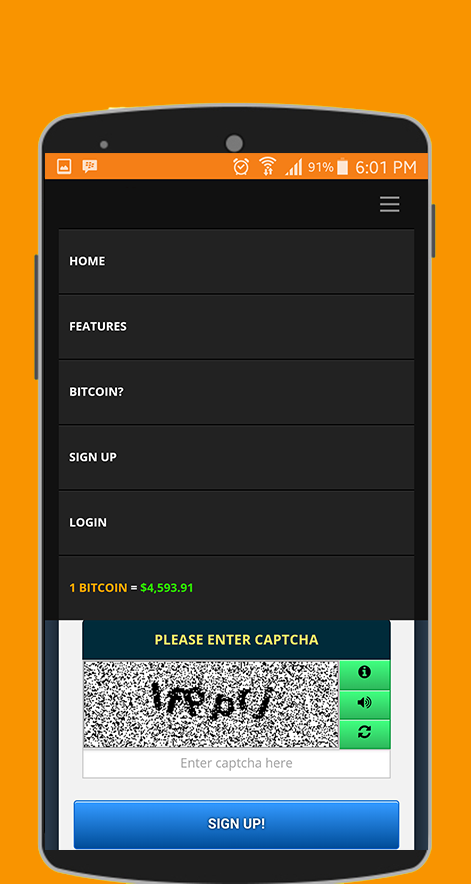 91% 6:01 PM
HOME
FEATURES
BITCOIN?
SIGN UP
LOGIN
1 BITCOIN = $4,593.91
PLEASE ENTER CAPTCHA
Enter captcha here
SIGN UP!